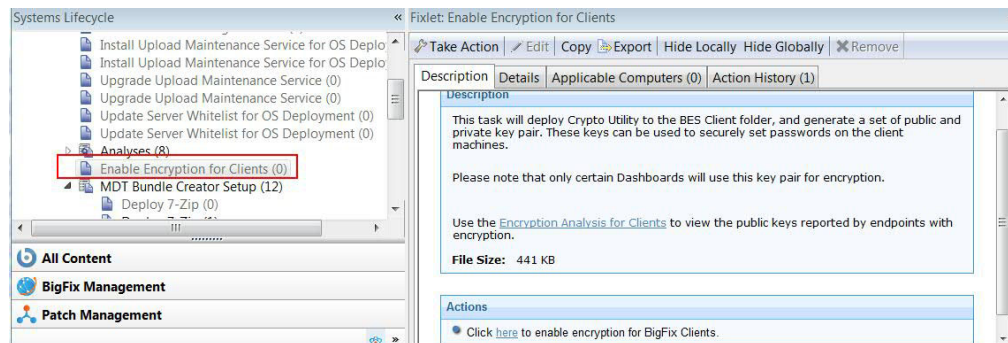 Systems Lifecycle «
Install Upload Maintenance Service for OS Deplo
Install Upload Maintenance Service for OS Deplo
Upgrade Upload Maintenance Service (0)
Upgrade Upload Maintenance Service (0)
Update Server Whitelist for OS Deployment (0)
Update Server Whitelist for OS Deployment (0)
Analyses (8)
Enable Encryption for Clients (0)
MDT Bundle Creator Setup (12)
Deploy 7-Zip (0)
All Content
BigFix Management
Patch Management
»
Fixlet: Enable Encryption for Clients
Take Action Edit Copy Export Hide Locally Hide Globally Remove
Description Details Applicable Computers (0) Action History (1)
Description
This task will deploy Crypto Utility to the BES Client folder, and generate a set of public and
private key pair. These keys can be used to securely set passwords on the client
machines.
Please note that only certain Dashboards will use this key pair for encryption.
Use the Encryption Analysis for Clients to view the public keys reported by endpoints with
encryption.
File Size: 441 KB
Actions
Click here to enable encryption for BigFix Clients.